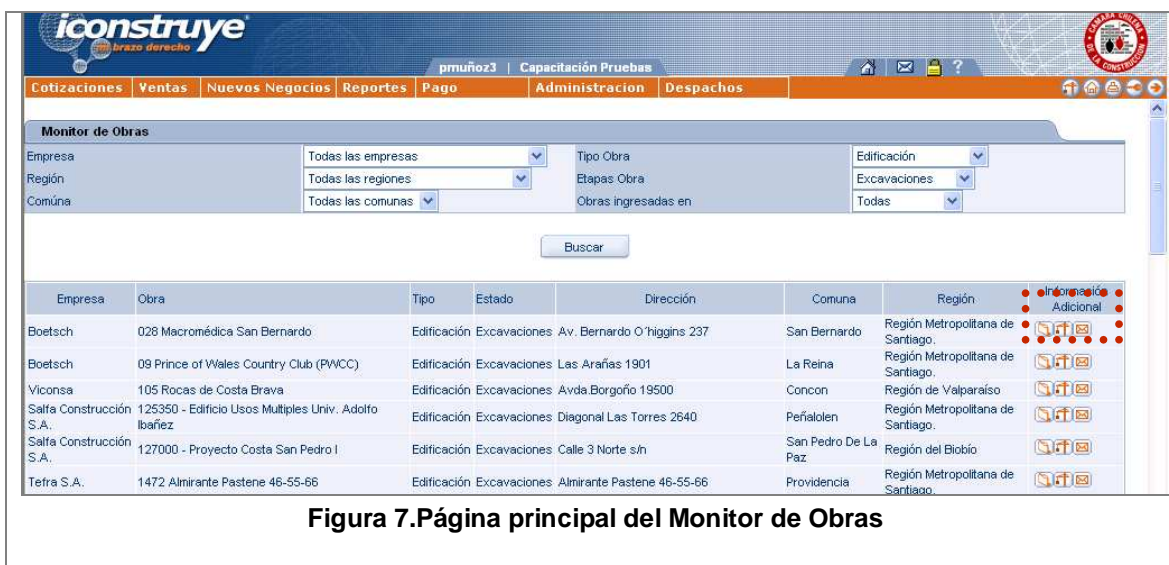 iconstruye
mi brazo derecho
pmuñoz3 | Capacitación Pruebas
?
CAMARA CHILENA DE LA CONSTRUCCION
Cotizaciones Ventas Nuevos Negocios Reportes Pago Administracion Despachos
Monitor de Obras
Empresa Todas las empresas Tipo Obra Edificación
Región Todas las regiones Etapas Obra Excavaciones
Comúna Todas las comunas Obras ingresadas en Todas
Buscar
Empresa Obra Tipo Estado Dirección Comuna Región Información
Adicional
Boetsch 028 Macromédica San Bernardo Edificación Excavaciones Av. Bernardo O´higgins 237 San Bernardo Región Metropolitana de
Santiago.
Boetsch 09 Prince of Wales Country Club (PWCC) Edificación Excavaciones Las Arañas 1901 La Reina Región Metropolitana de
Santiago.
Viconsa 105 Rocas de Costa Brava Edificación Excavaciones Avda.Borgoño 19500 Concon Región de Valparaíso
Salfa Construcción 125350 - Edificio Usos Multiples Univ. Adolfo Edificación Excavaciones Diagonal Las Torres 2640 Peñalolen Región Metropolitana de
S.A. Ibañez Santiago.
Salfa Construcción 127000 - Proyecto Costa San Pedro I Edificación Excavaciones Calle 3 Norte s/n San Pedro De La Región del Biobío
S.A. Paz
Tefra S.A. 1472 Almirante Pastene 46-55-66 Edificación Excavaciones Almirante Pastene 46-55-66 Providencia Región Metropolitana de
Santiago.
Figura 7.Página principal del Monitor de Obras